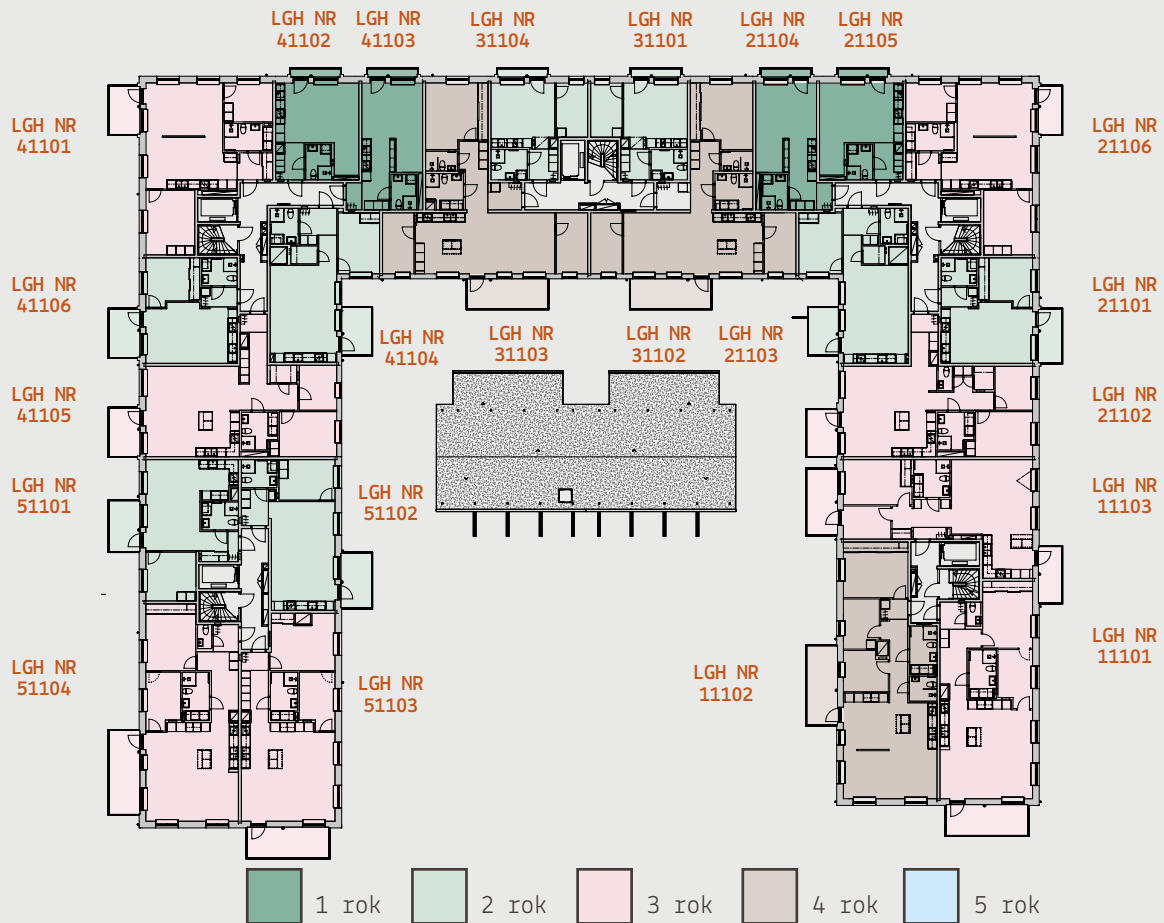 LGH NR
41102
LGH NR
41103
LGH NR
31104
LGH NR
31101
LGH NR
21104
LGH NR
21105
LGH NR
41101
LGH NR
21106
LGH NR
41106
LGH NR
21101
LGH NR
41104
LGH NR
31103
LGH NR
31102
LGH NR
21103
LGH NR
41105
LGH NR
21102
LGH NR
51101
LGH NR
51102
LGH NR
11103
LGH NR
51104
LGH NR
51103
LGH NR
11102
LGH NR
11101
1 rok
2 rok
3 rok
4 rok
5 rok